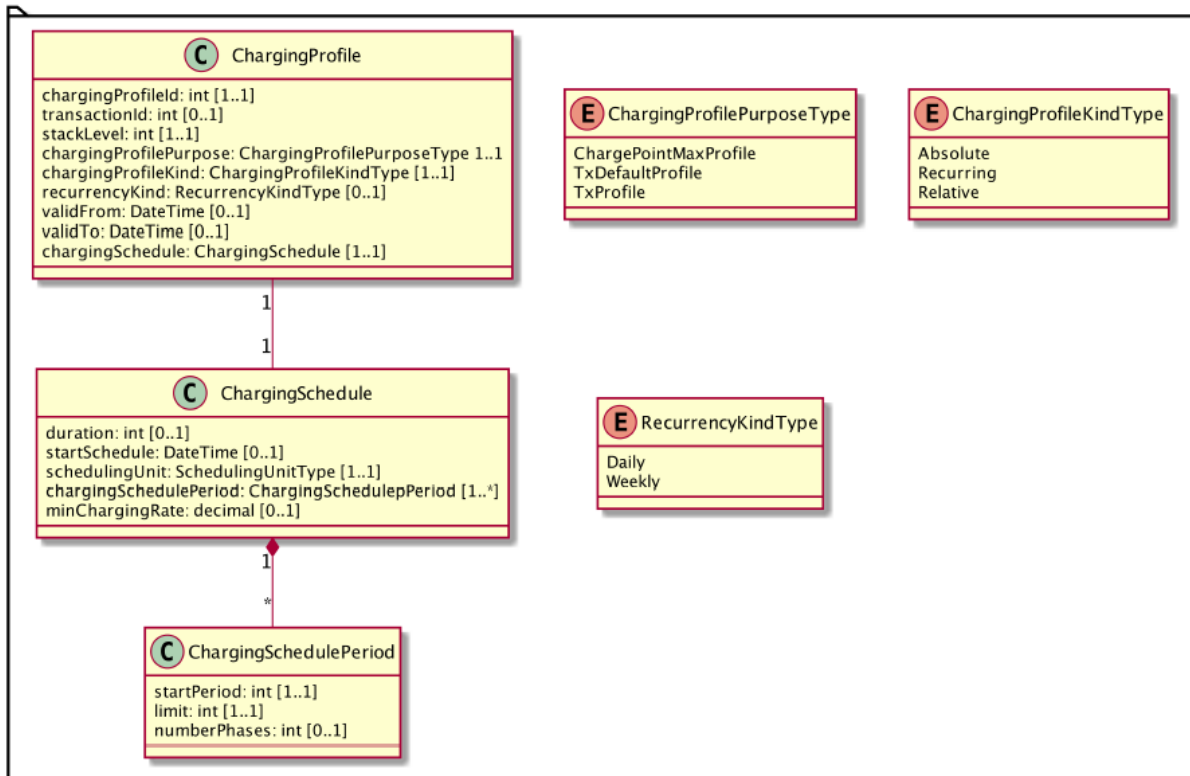 C ChargingProfile
chargingProfileId: int [1..1]
transactionId: int [0..1]
stackLevel: int [1..1]
chargingProfilePurpose: ChargingProfilePurposeType 1..1
chargingProfileKind: ChargingProfileKindType [1..1]
recurrencyKind: RecurrencyKindType [0..1]
validFrom: DateTime [0..1]
validTo: DateTime [0..1]
chargingSchedule: ChargingSchedule [1..1]
E ChargingProfilePurposeType
ChargePointMaxProfile
TxDefaultProfile
TxProfile
E ChargingProfileKindType
Absolute
Recurring
Relative
1
1
C ChargingSchedule
duration: int [0..1]
startSchedule: DateTime [0..1]
schedulingUnit: SchedulingUnitType [1..1]
chargingSchedulePeriod: ChargingSchedulepPeriod [1..*]
minChargingRate: decimal [0..1]
E RecurrencyKindType
Daily
Weekly
1
*
C ChargingSchedulePeriod
startPeriod: int [1..1]
limit: int [1..1]
numberPhases: int [0..1]